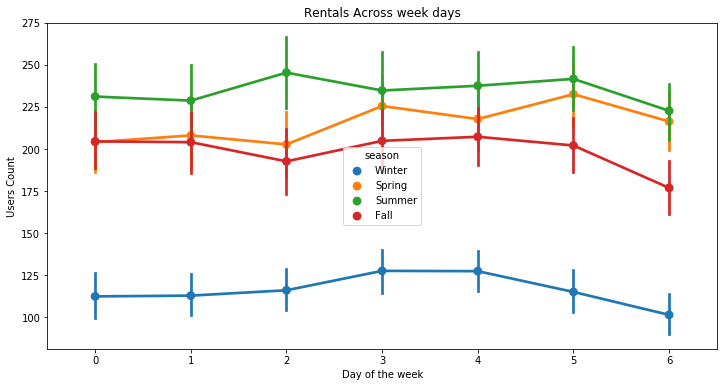 Rentals Across week days
275
250
225
200
175
150
125
100
Users Count
season
Winter
Spring
Summer
Fall
0 1 2 3 4 5 6
Day of the week